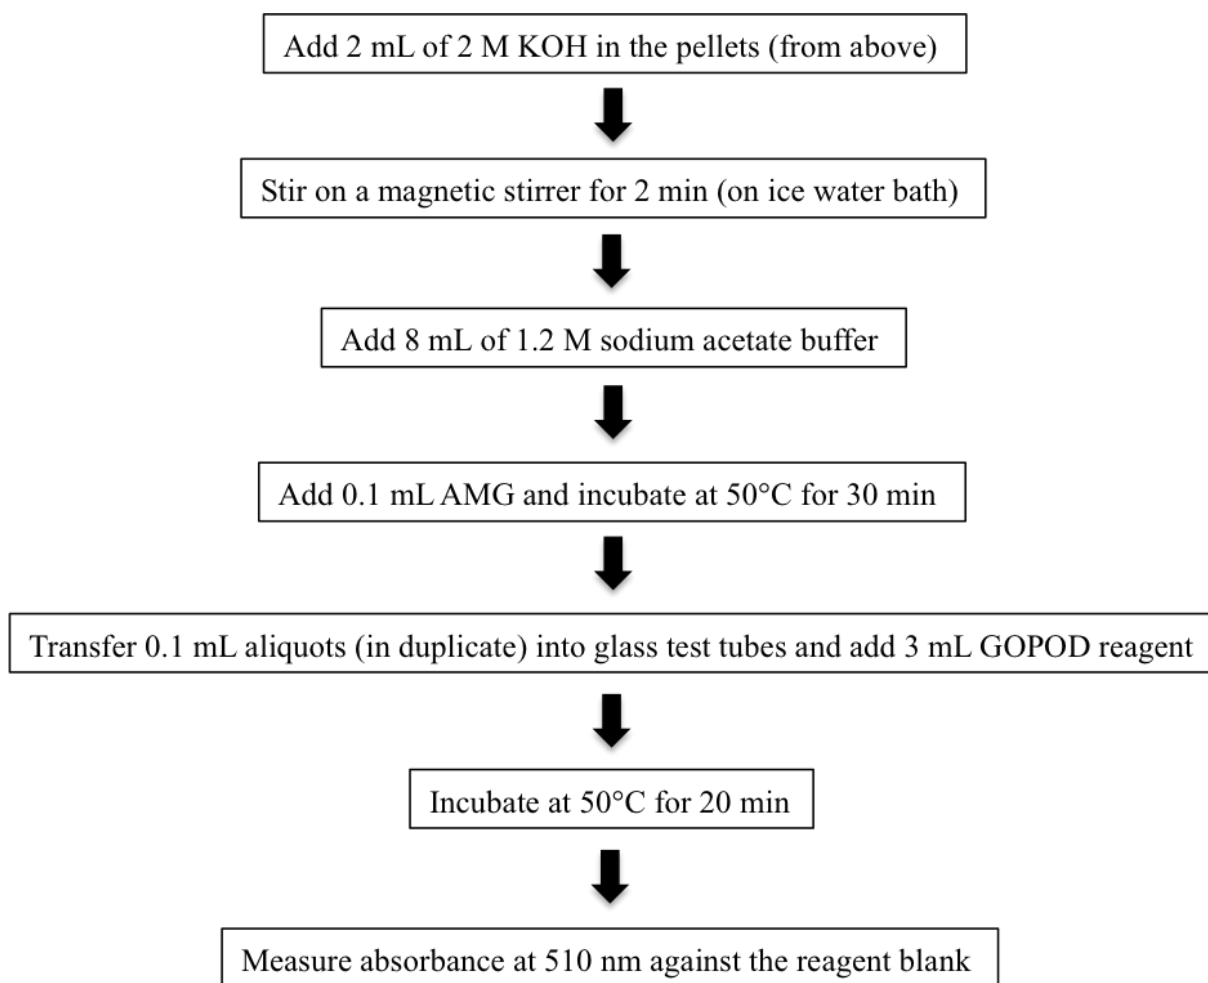 Add 2 mL of 2 M KOH in the pellets (from above)
Stir on a magnetic stirrer for 2 min (on ice water bath)
Add 8 mL of 1.2 M sodium acetate buffer
Add 0.1 mL AMG and incubate at 50°C for 30 min
Transfer 0.1 mL aliquots (in duplicate) into glass test tubes and add 3 mL GOPOD reagent
Incubate at 50°C for 20 min
Measure absorbance at 510 nm against the reagent blank